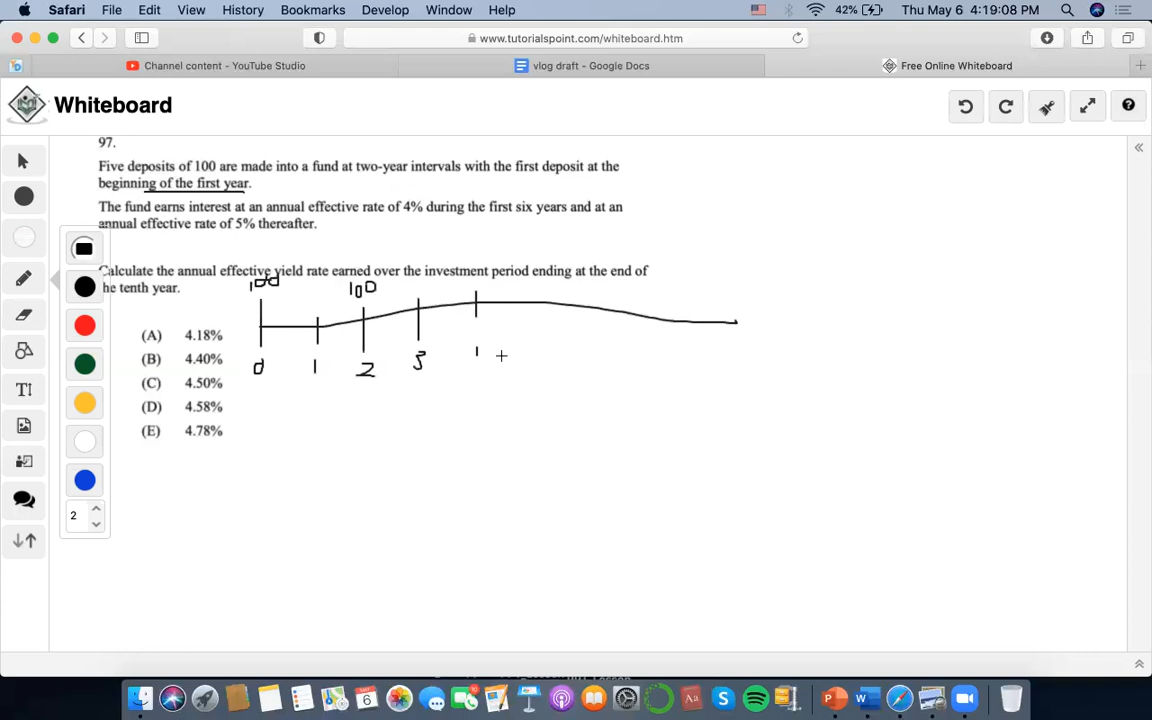 Safari File Edit View History Bookmarks Develop Window Help 42% Thu May 6 4:19:08 PM
www.tutorialspoint.com/whiteboard.htm
Channel content - YouTube Studio vlog draft - Google Docs Free Online Whiteboard
Whiteboard
97.
Five deposits of 100 are made into a fund at two-year intervals with the first deposit at the
beginning of the first year.
The fund earns interest at an annual effective rate of 4% during the first six years and at an
annual effective rate of 5% thereafter.
Calculate the annual effective yield rate earned over the investment period ending at the end of
the tenth year.
100 100
0 1 2 3
(A) 4.18%
(B) 4.40%
(C) 4.50%
(D) 4.58%
(E) 4.78%
2